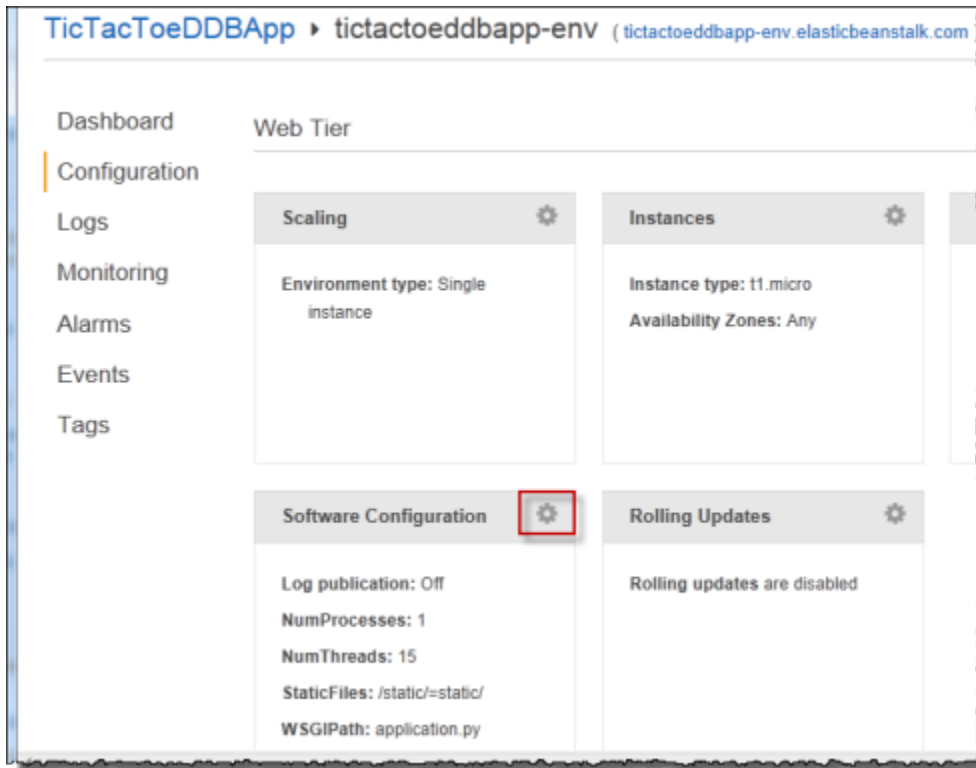 TicTacToeDDBApp ▸ tictactoeddbapp-env ( tictactoeddbapp-env.elasticbeanstalk.com
Dashboard
Configuration
Logs
Monitoring
Alarms
Events
Tags
Web Tier
Scaling
Environment type: Single
instance
Instances
Instance type: t1.micro
Availability Zones: Any
Software Configuration
Log publication: Off
NumProcesses: 1
NumThreads: 15
StaticFiles: /static/=static/
WSGIPath: application.py
Rolling Updates
Rolling updates are disabled